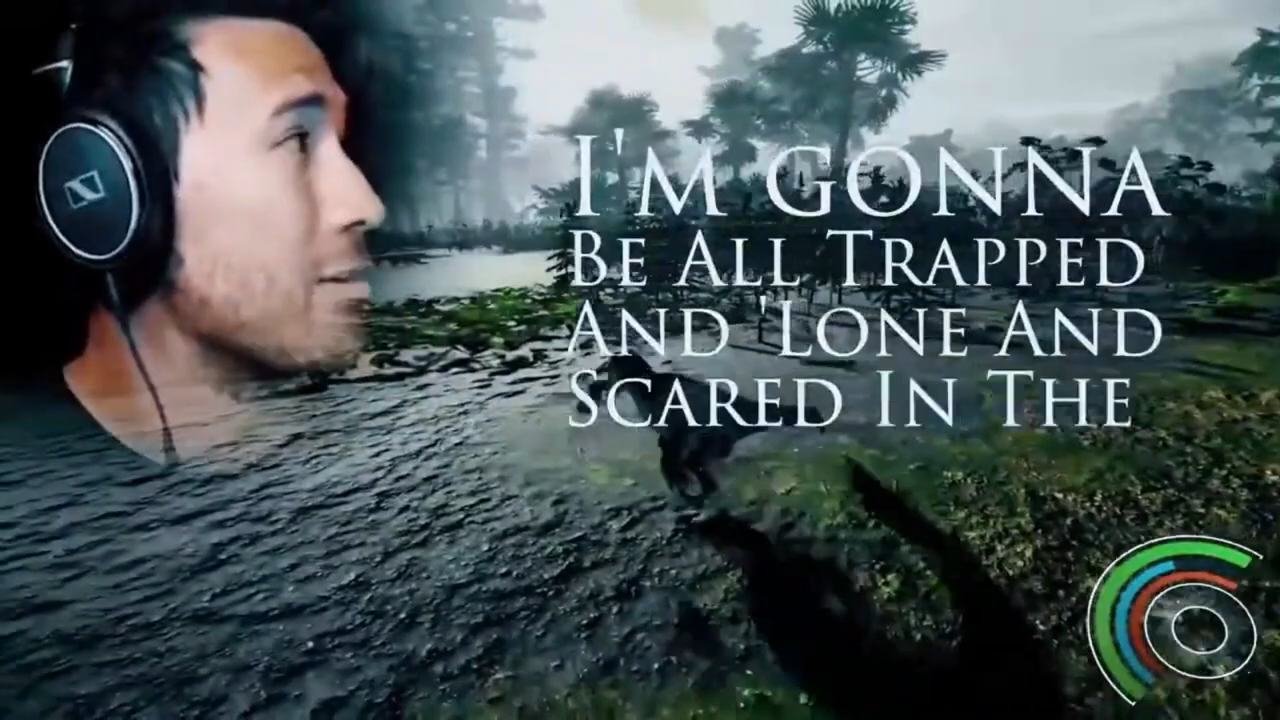 I'M GONNA
BE ALL TRAPPED
AND 'LONE AND
SCARED IN THE